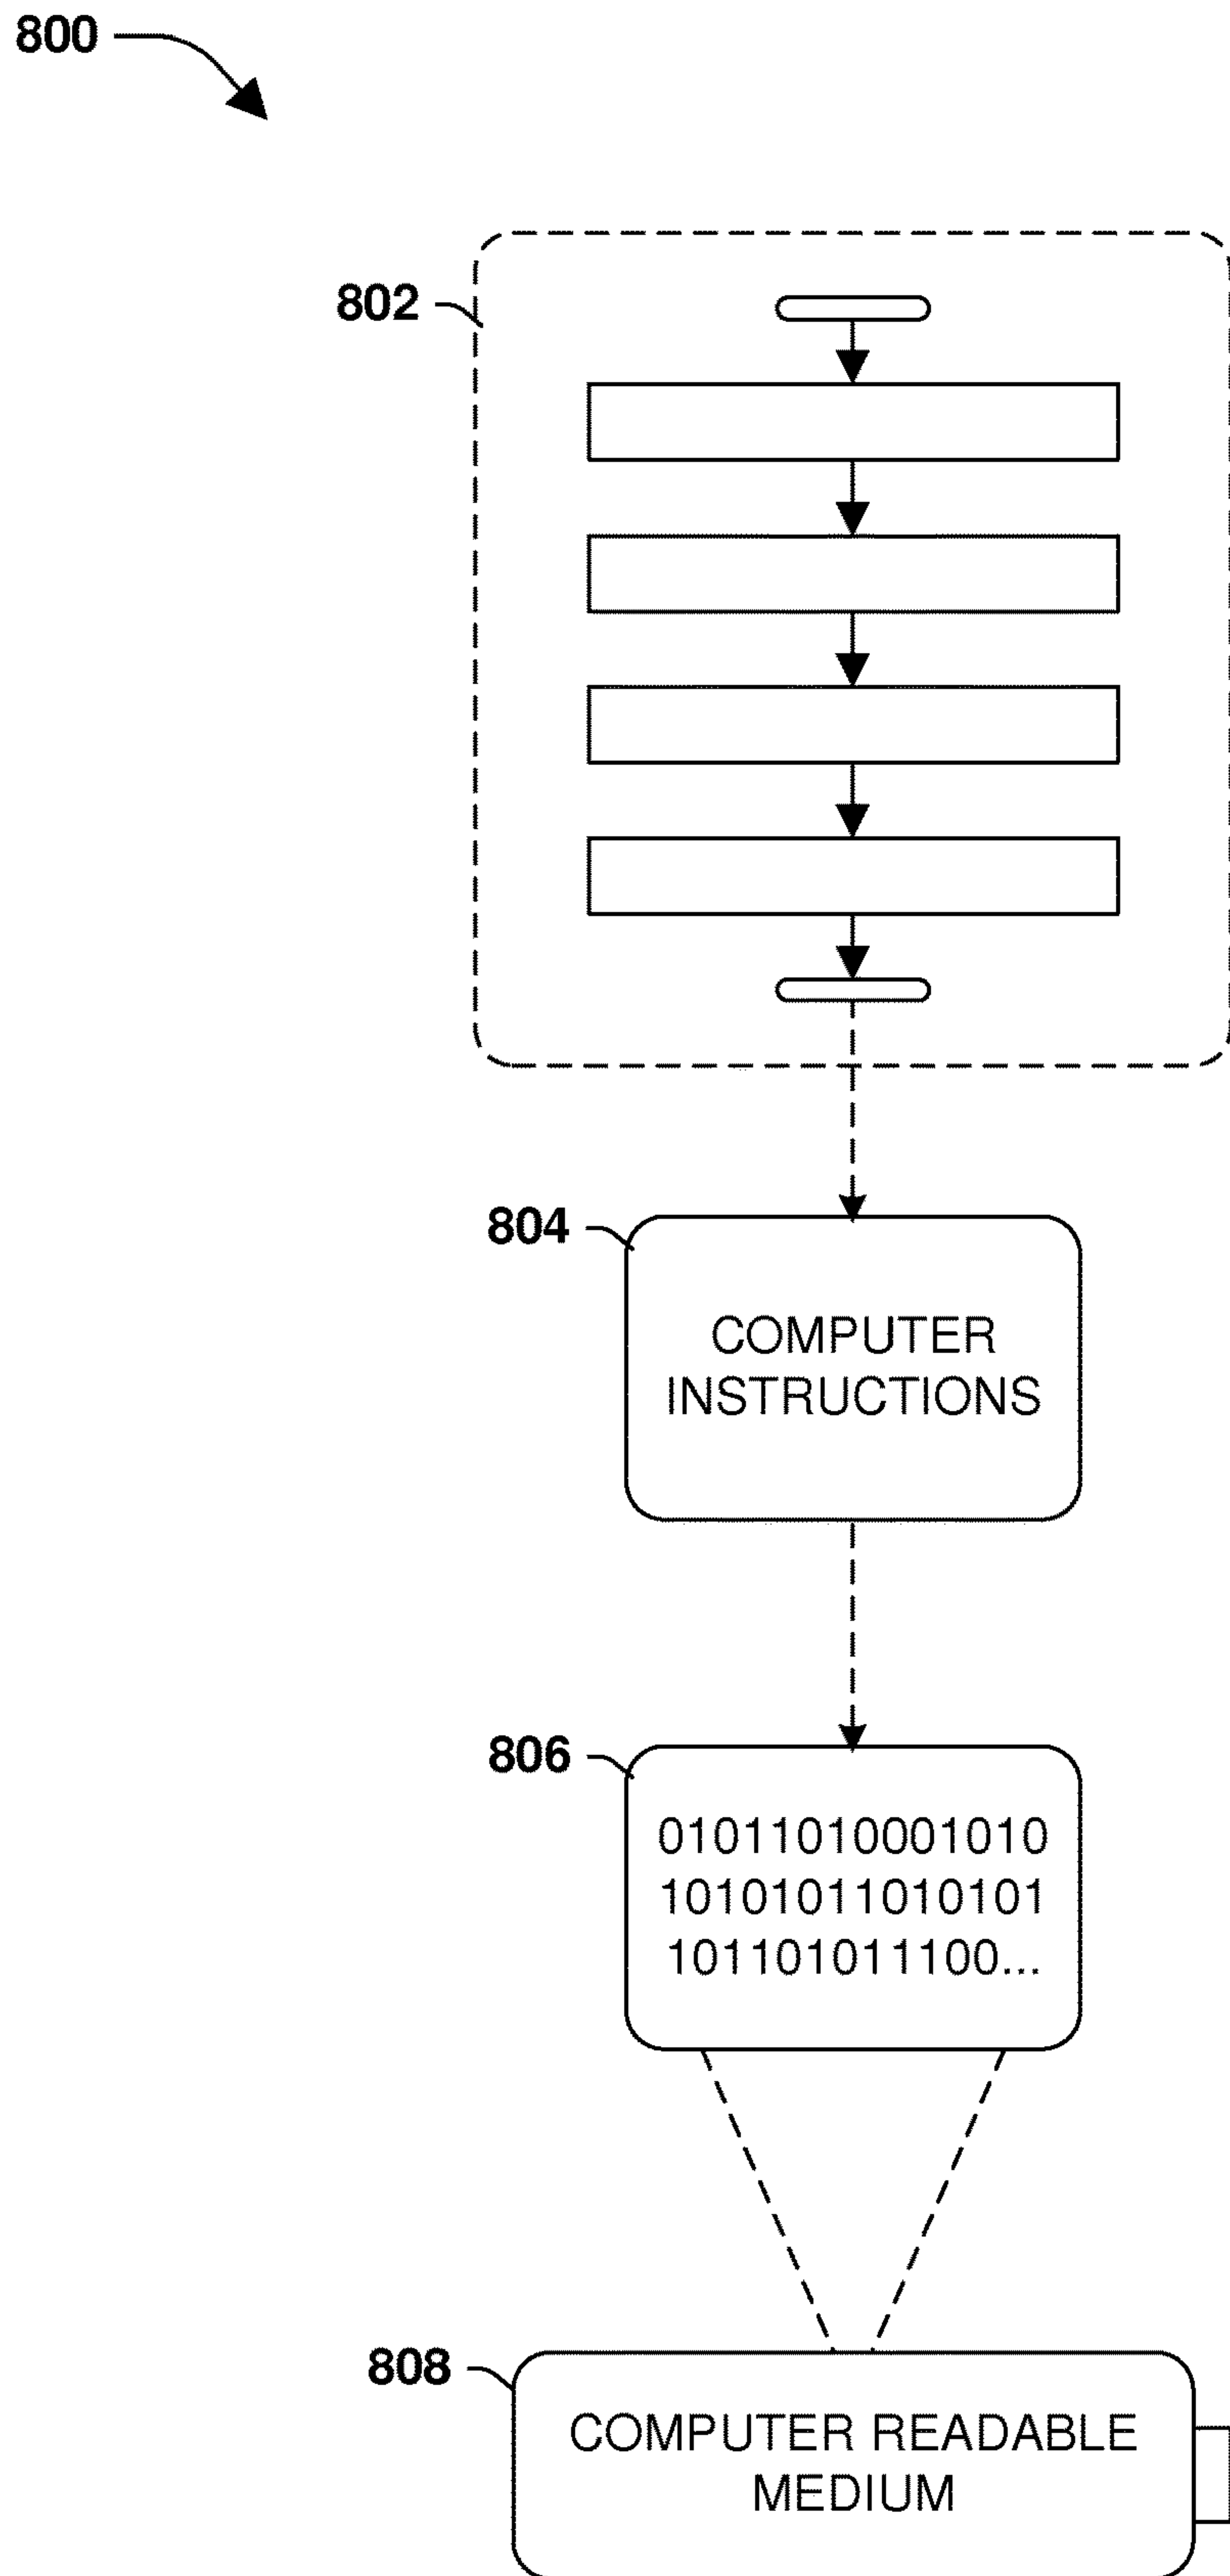 800
802
804
COMPUTER
INSTRUCTIONS
806
01011010001010
10101011010101
101101011100...
808
COMPUTER READABLE
MEDIUM